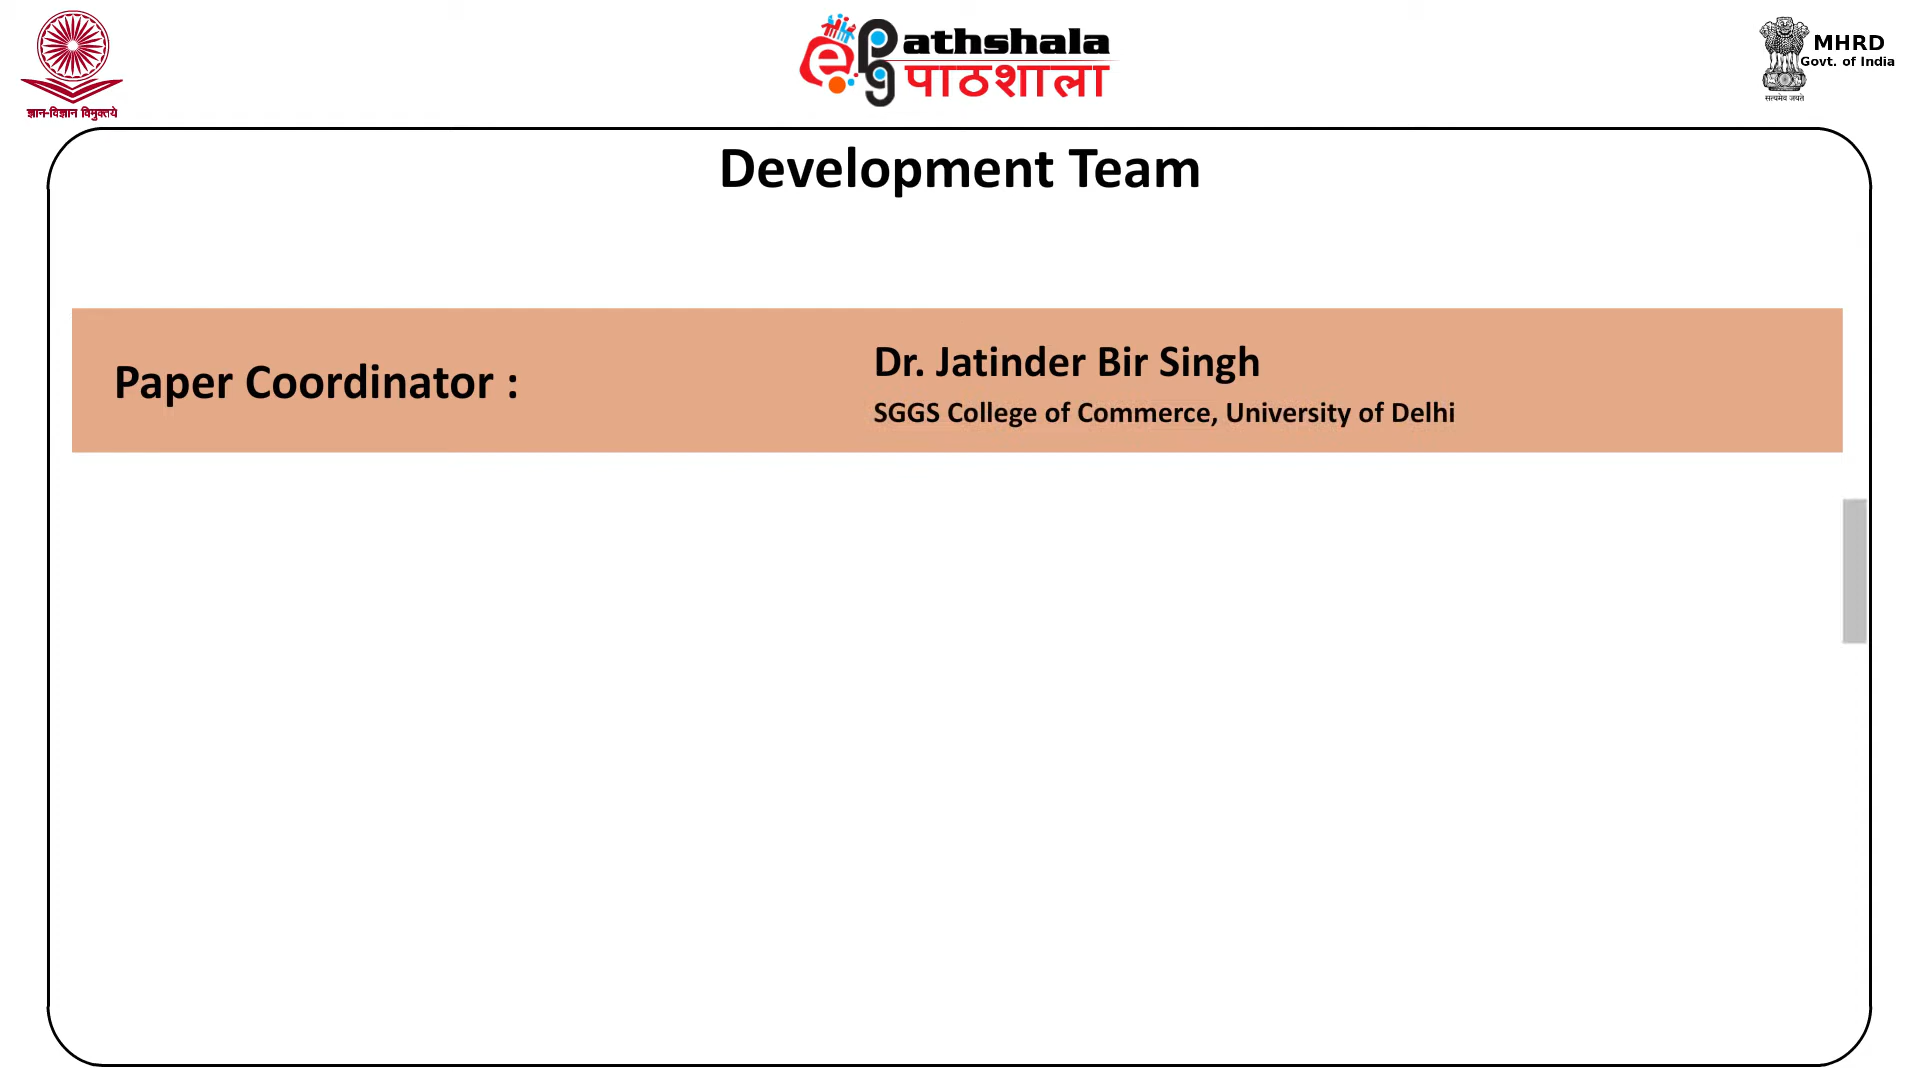 ज्ञान-विज्ञान विमुक्तये
e pg athshala
पाठशाला
MHRD
Govt. of India
सत्यमेव जयते
Development Team
Paper Coordinator :
Dr. Jatinder Bir Singh
SGGS College of Commerce, University of Delhi